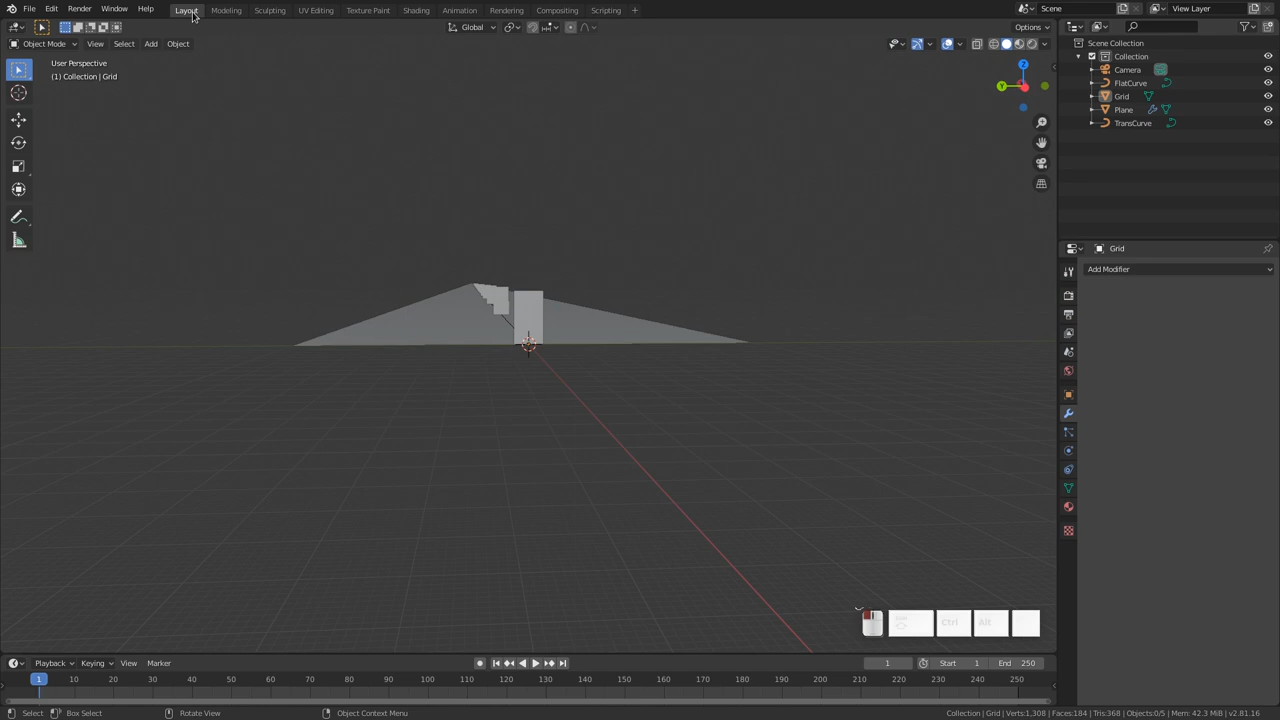 File Edit Render Window Help Layout Modeling Sculpting UV Editing Texture Paint Shading Animation Rendering Compositing Scripting + Scene View Layer
Global Options
Object Mode View Select Add Object
User Perspective
(1) Collection | Grid
Z
Y
Scene Collection
Collection
Camera
FlatCurve
Grid
Plane
TransCurve
Grid
Add Modifier
Ctrl Alt
Playback Keying View Marker 1 Start 1 End 250
1 10 20 30 40 50 60 70 80 90 100 110 120 130 140 150 160 170 180 190 200 210 220 230 240 250
Select Box Select Rotate View Object Context Menu Collection | Grid | Verts:1,308 | Faces:184 | Tris:368 | Objects:0/5 | Mem: 42.3 MiB | v2.81.16